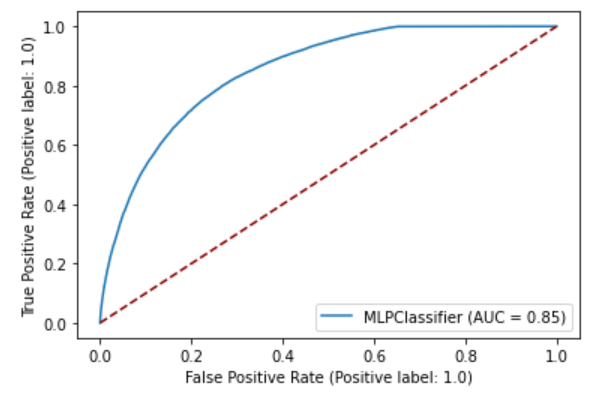 True Positive Rate (Positive label: 1.0)
1.0
0.8
0.6
0.4
0.2
0.0
MLPClassifier (AUC = 0.85)
0.0 0.2 0.4 0.6 0.8 1.0
False Positive Rate (Positive label: 1.0)